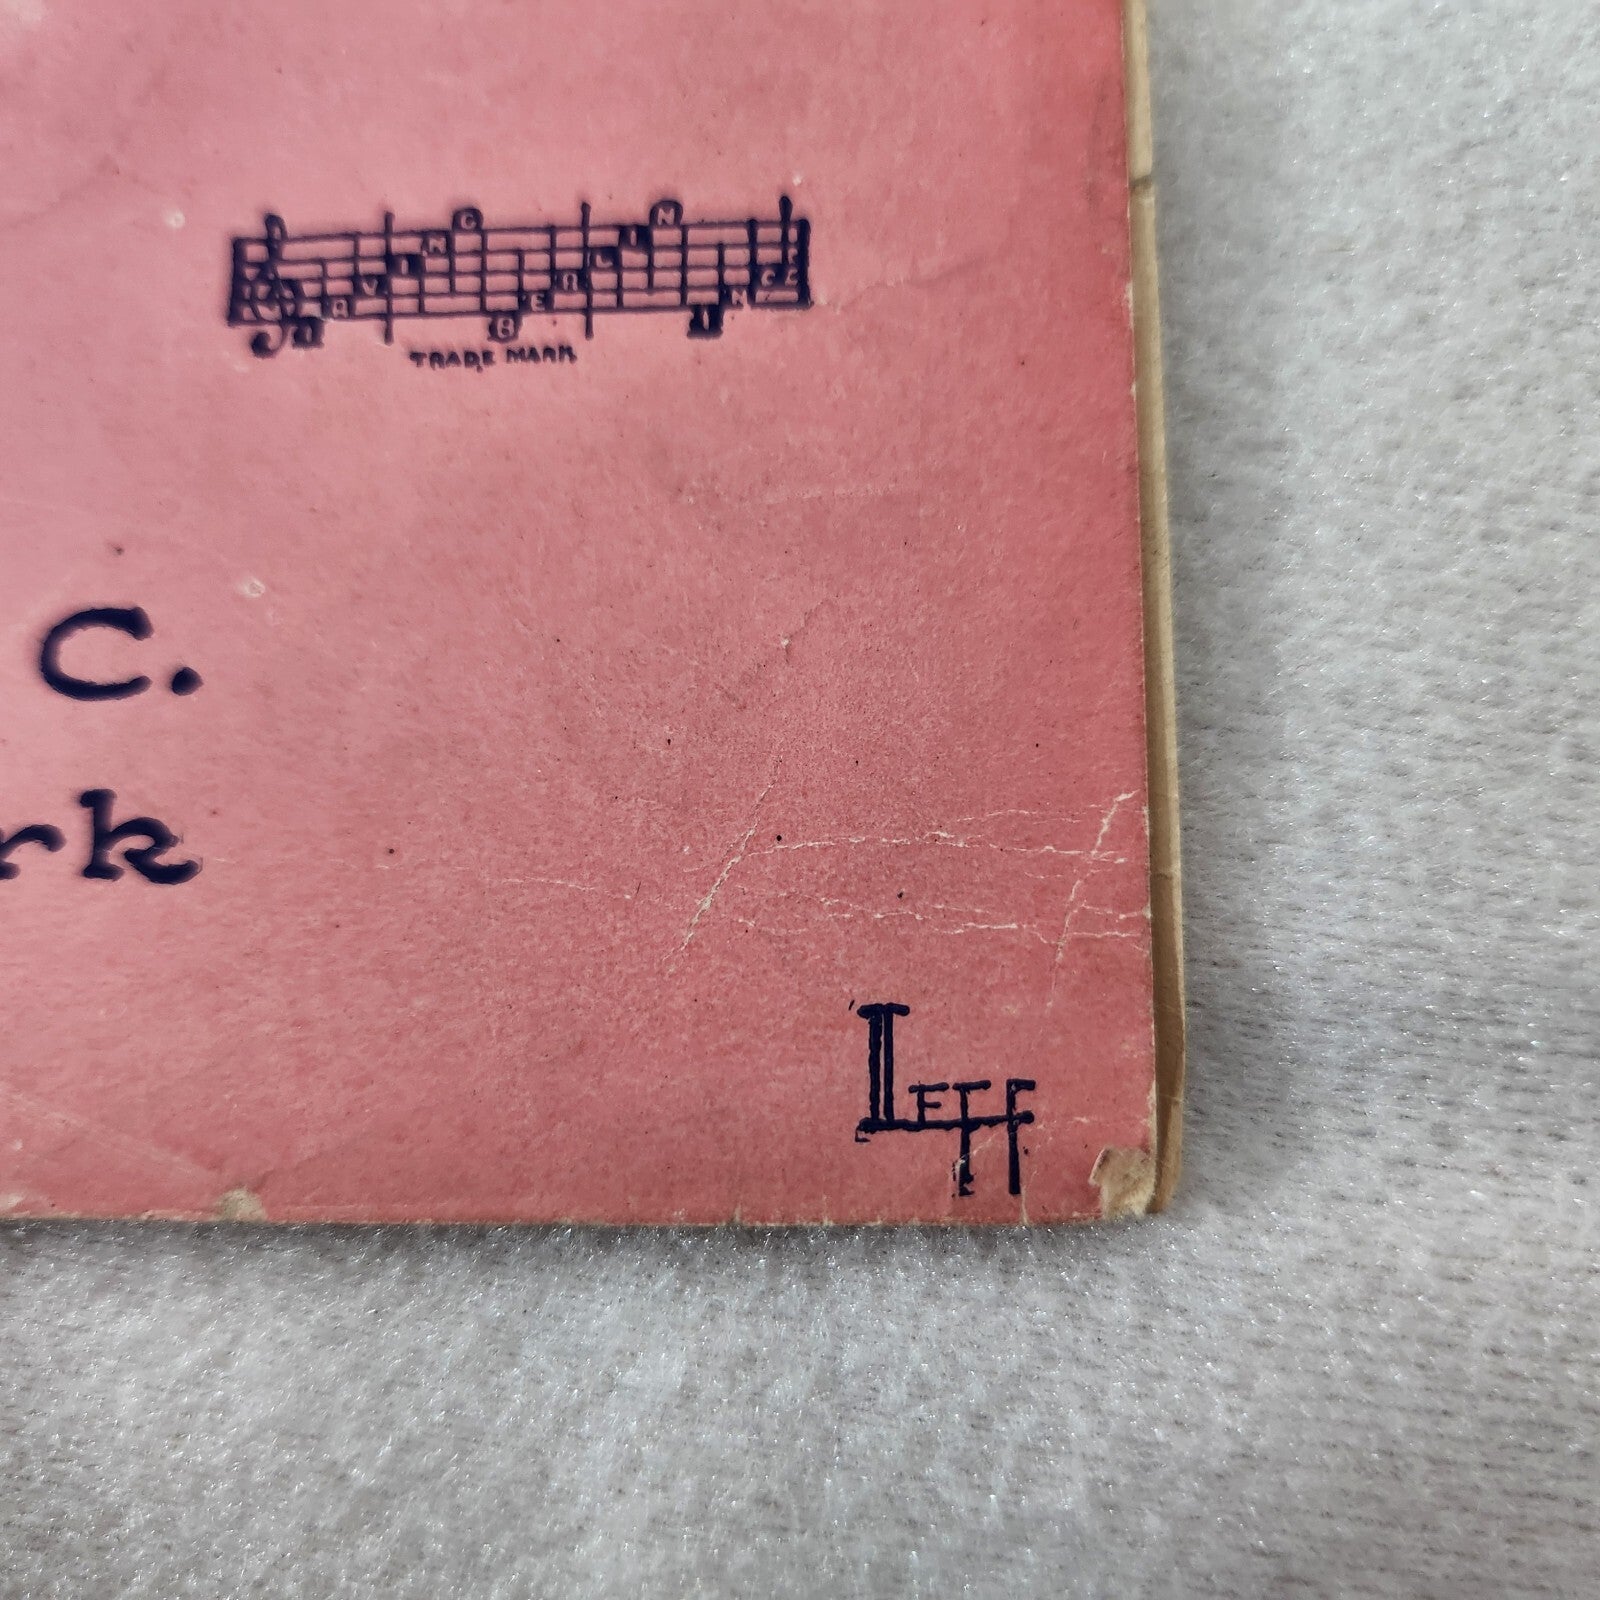 IRVING BERLIN INC
TRADE MARK
C.
rk
LEFF